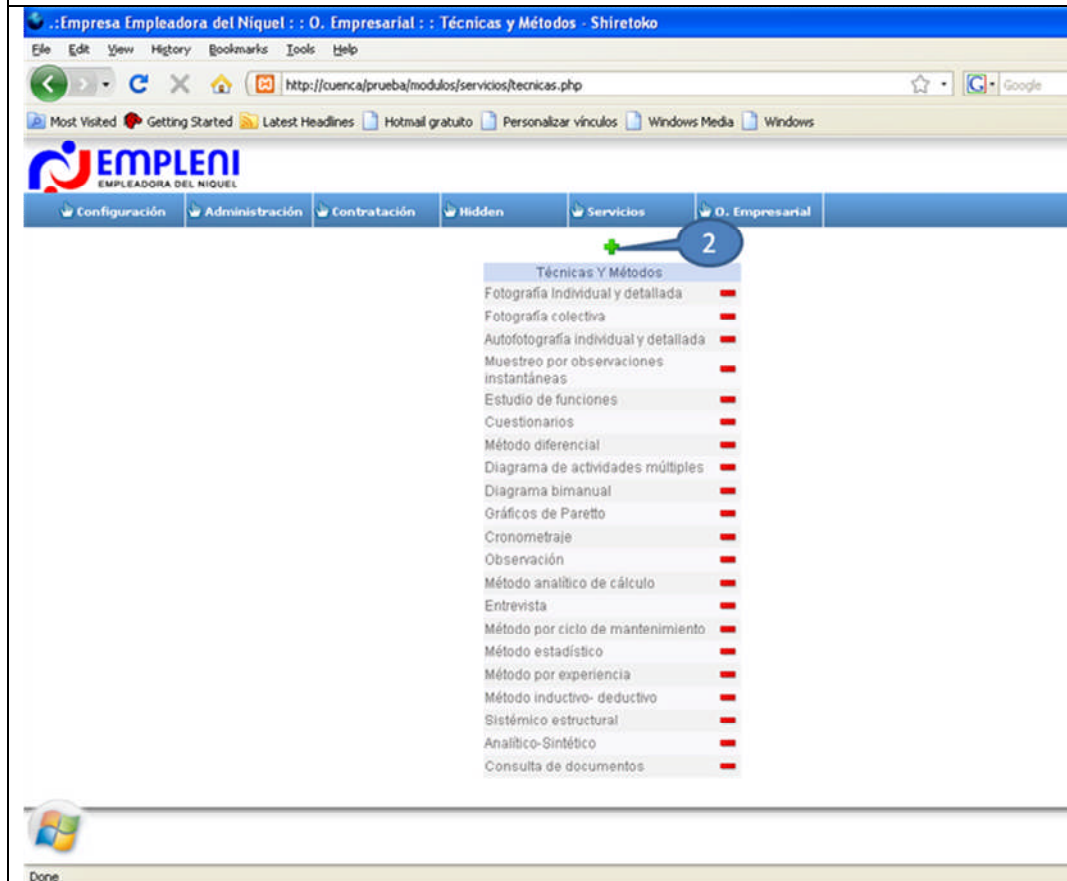 .:Empresa Empleadora del Níquel : : O. Empresarial : : Técnicas y Métodos - Shiretoko
File Edit View History Bookmarks Tools Help
http://cuenca/prueba/modulos/servicios/tecnicas.php
Google
Most Visited Getting Started Latest Headlines Hotmail gratuito Personalizar vínculos Windows Media Windows
EMPLENI
EMPLEADORA DEL NIQUEL
Configuración Administración Contratación Hidden Servicios O. Empresarial
2
Técnicas Y Métodos
Fotografía Individual y detallada
Fotografía colectiva
Autofotografía individual y detallada
Muestreo por observaciones
instantáneas
Estudio de funciones
Cuestionarios
Método diferencial
Diagrama de actividades múltiples
Diagrama bimanual
Gráficos de Paretto
Cronometraje
Observación
Método analítico de cálculo
Entrevista
Método por ciclo de mantenimiento
Método estadístico
Método por experiencia
Método inductivo- deductivo
Sistémico estructural
Analítico-Sintético
Consulta de documentos
Done